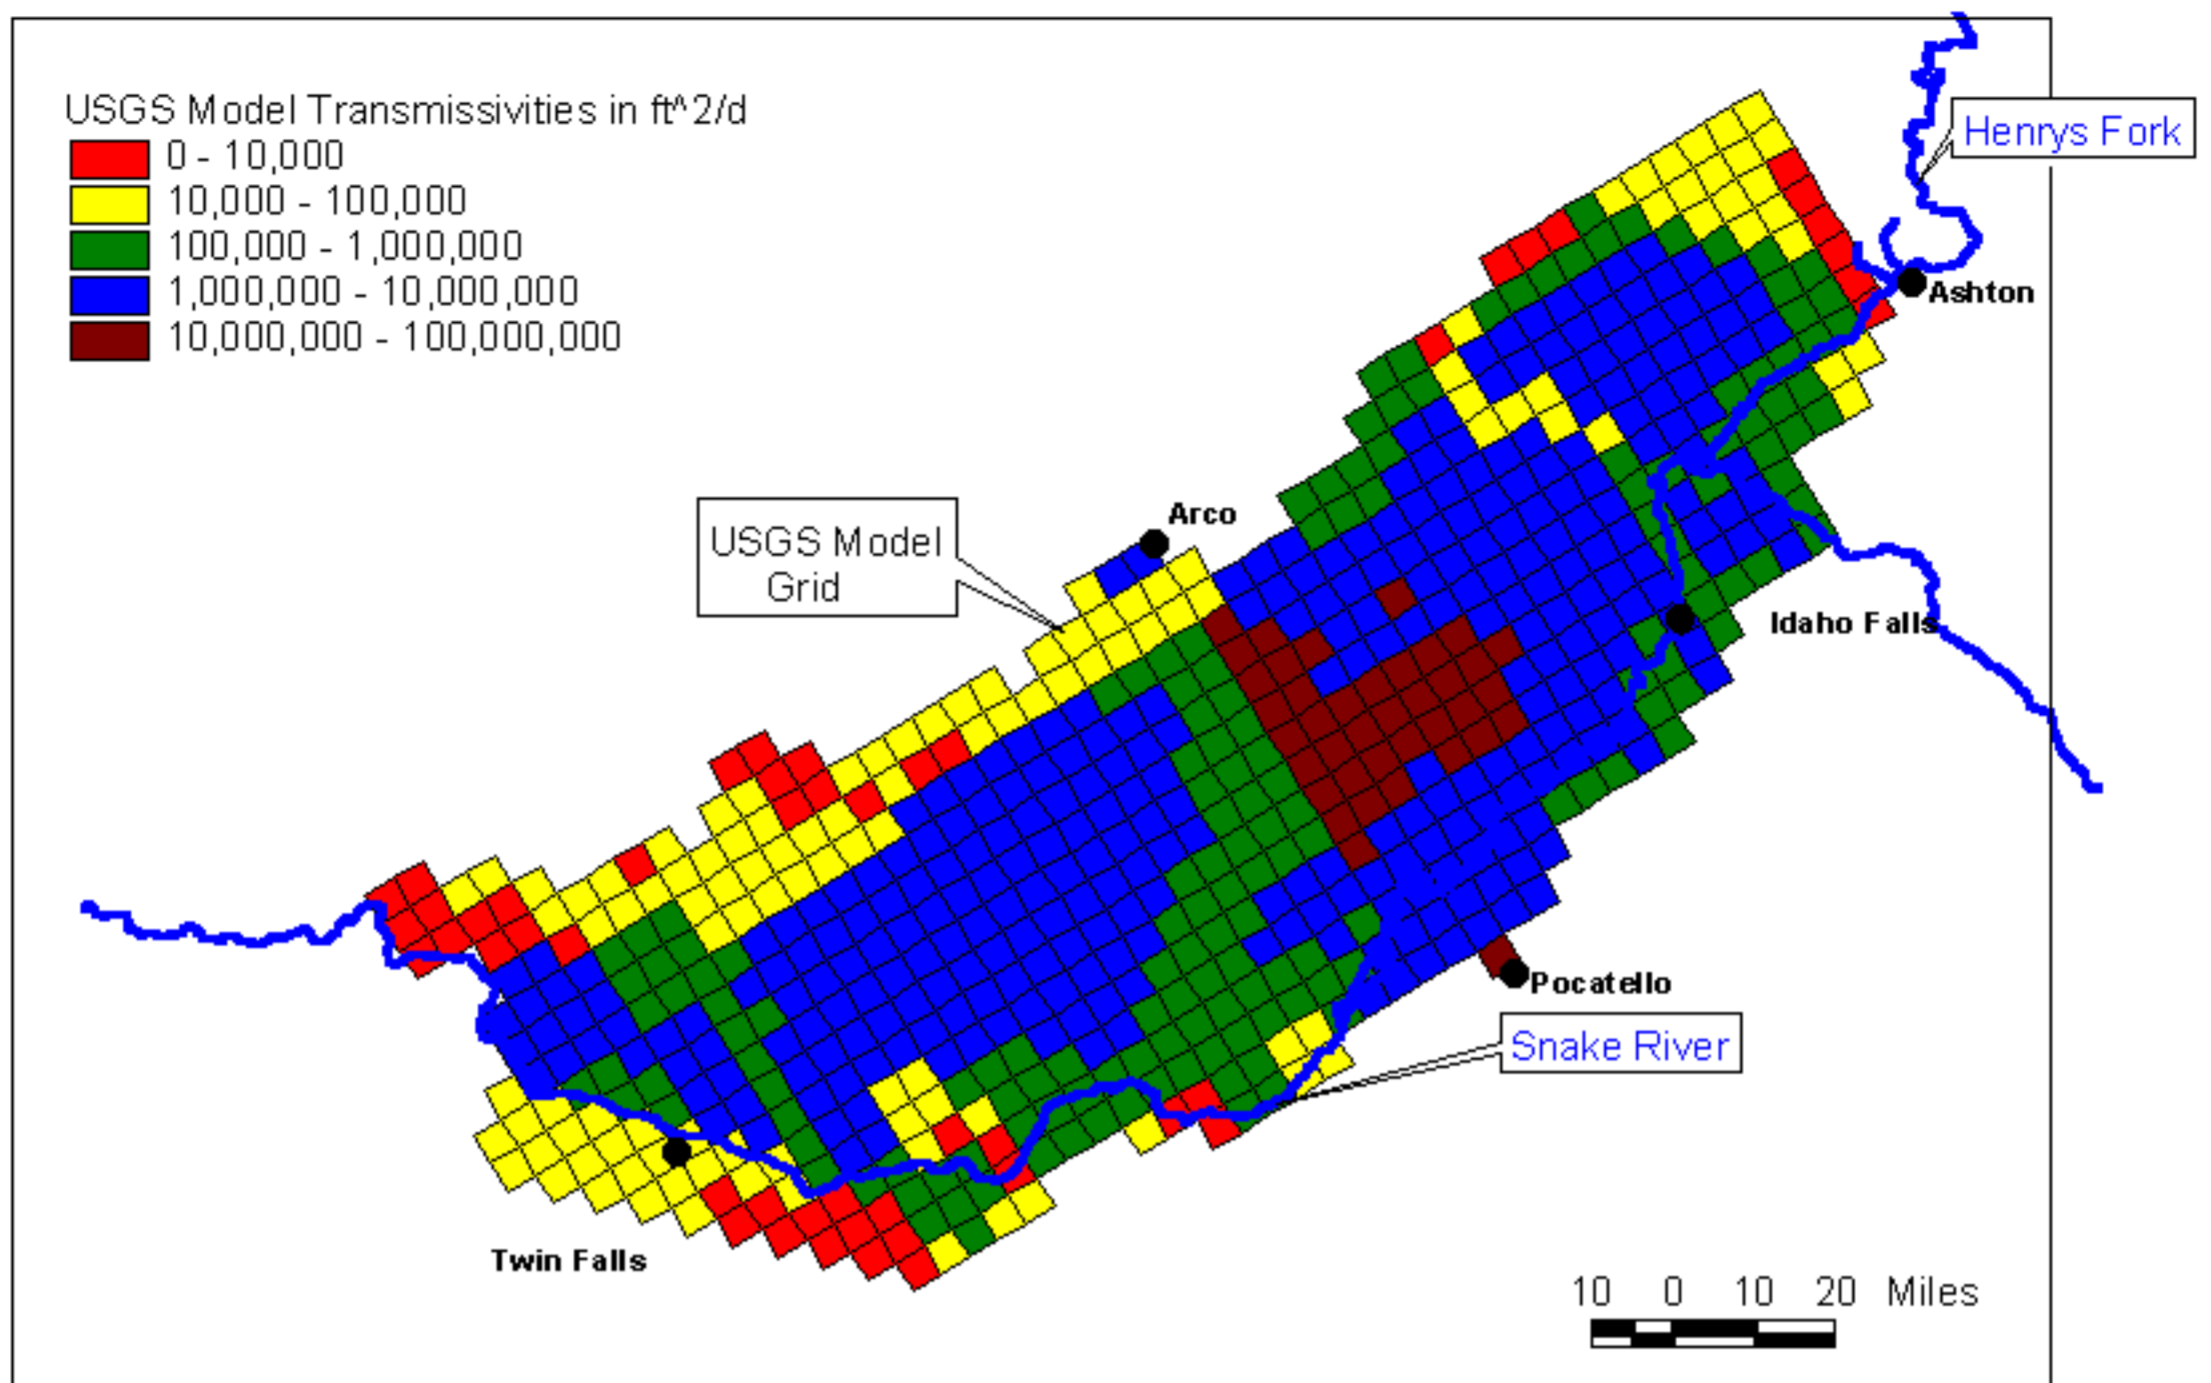 USGS Model Transmissivities in ft^2/d
0 - 10,000
10,000 - 100,000
100,000 - 1,000,000
1,000,000 - 10,000,000
10,000,000 - 100,000,000
Henrys Fork
Ashton
Arco
USGS Model
Grid
Idaho Falls
Pocatello
Snake River
Twin Falls
10 0 10 20 Miles